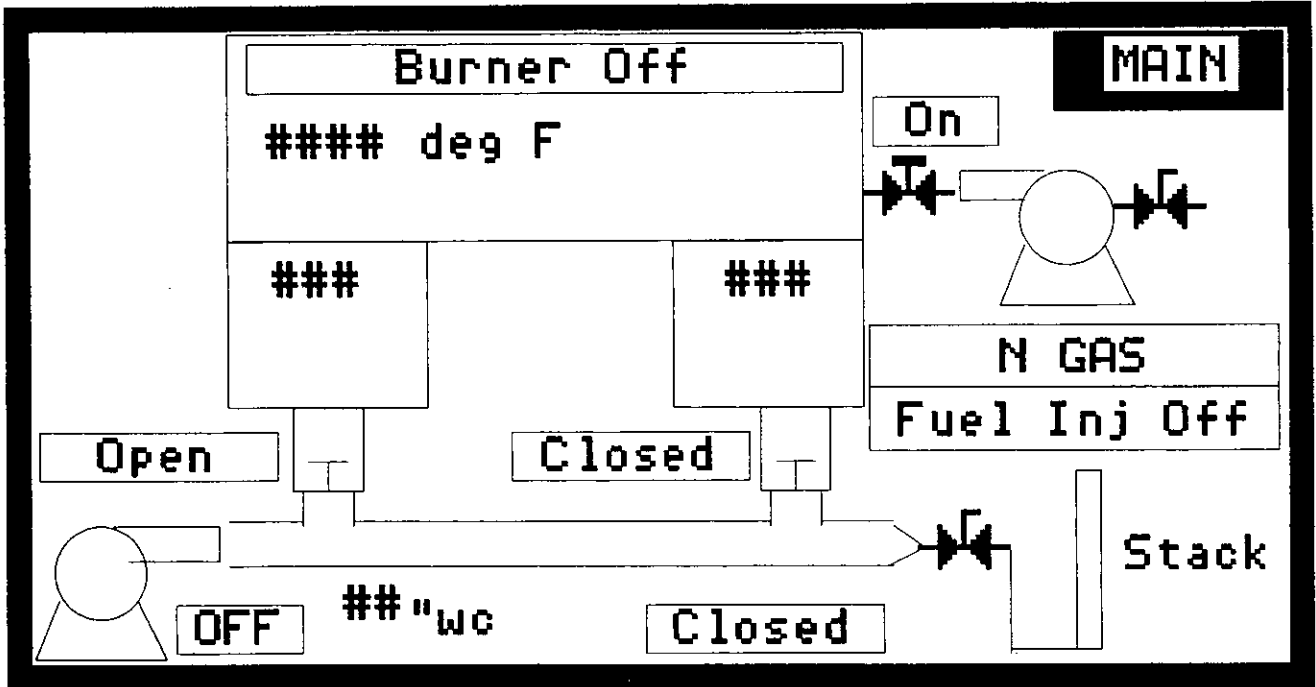 Burner Off
MAIN
#### deg F
On
###
###
N GAS
Fuel Inj Off
Open
Closed
Stack
OFF
##"wc
Closed